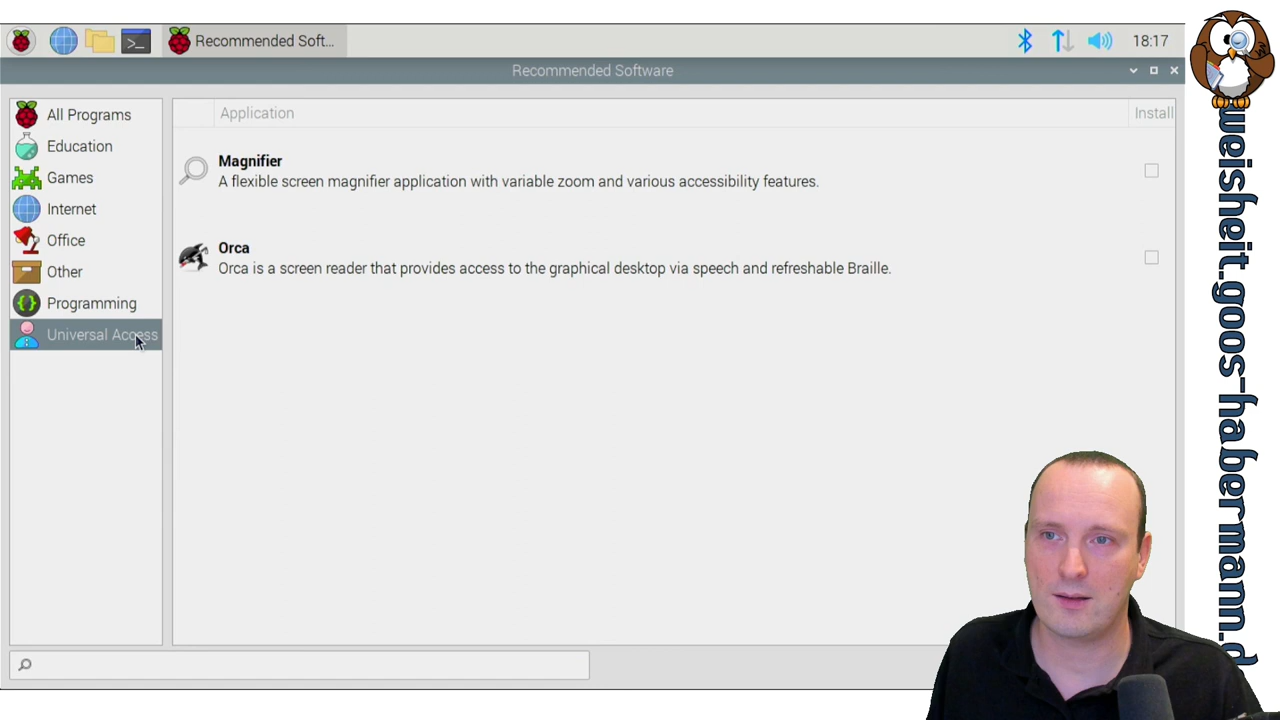 Recommended Soft...
18:17
Recommended Software
All Programs
Education
Games
Internet
Office
Other
Programming
Universal Access
Application
Install
Magnifier
A flexible screen magnifier application with variable zoom and various accessibility features.
Orca
Orca is a screen reader that provides access to the graphical desktop via speech and refreshable Braille.
weisheit.goos-habermann.d